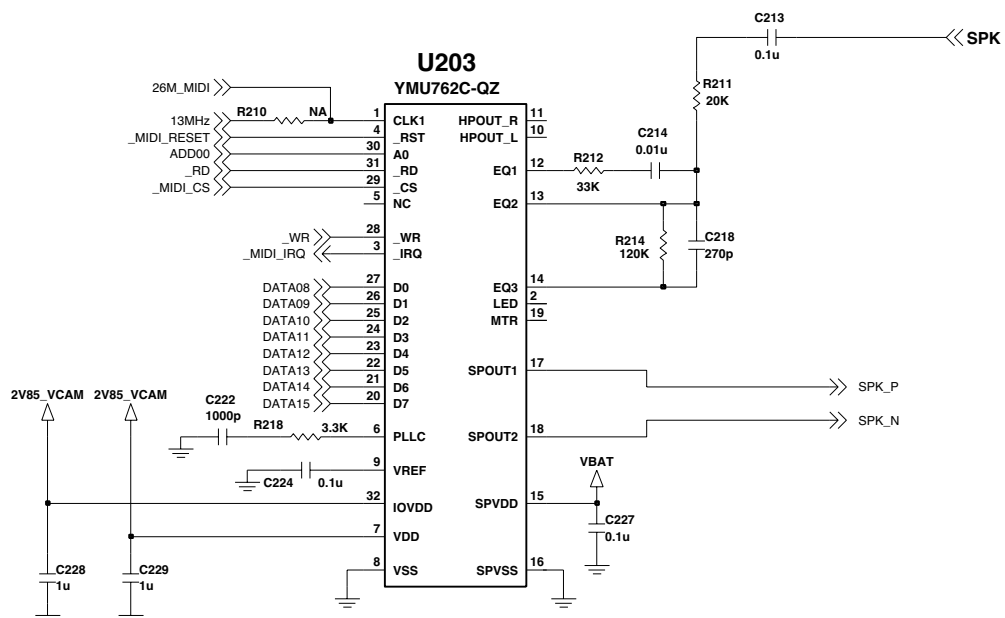 C213
SPK
0.1u
U203
YMU762C-QZ
R211
20K
26M_MIDI
R210 NA
13MHz 1 CLK1 HPOUT_R 11
_MIDI_RESET 4 _RST HPOUT_L 10
ADD00 30 A0
C214
0.01u
_RD 31 _RD EQ1 12 R212
33K
_MIDI_CS 29 _CS
5 NC EQ2 13
_WR 28 _WR
_MIDI_IRQ 3 _IRQ
R214
120K
C218
270p
DATA08 27 D0 EQ3 14
DATA09 26 D1 LED 2
DATA10 25 D2 MTR 19
DATA11 24 D3
DATA12 23 D4
DATA13 22 D5 SPOUT1 17
DATA14 21 D6 SPK_P
DATA15 20 D7
2V85_VCAM 2V85_VCAM
C222
1000p
R218 3.3K 6 PLLC SPOUT2 18 SPK_N
C224 0.1u 9 VREF VBAT
32 IOVDD SPVDD 15
C227
0.1u
7 VDD
C228
1u
C229
1u
8 VSS SPVSS 16